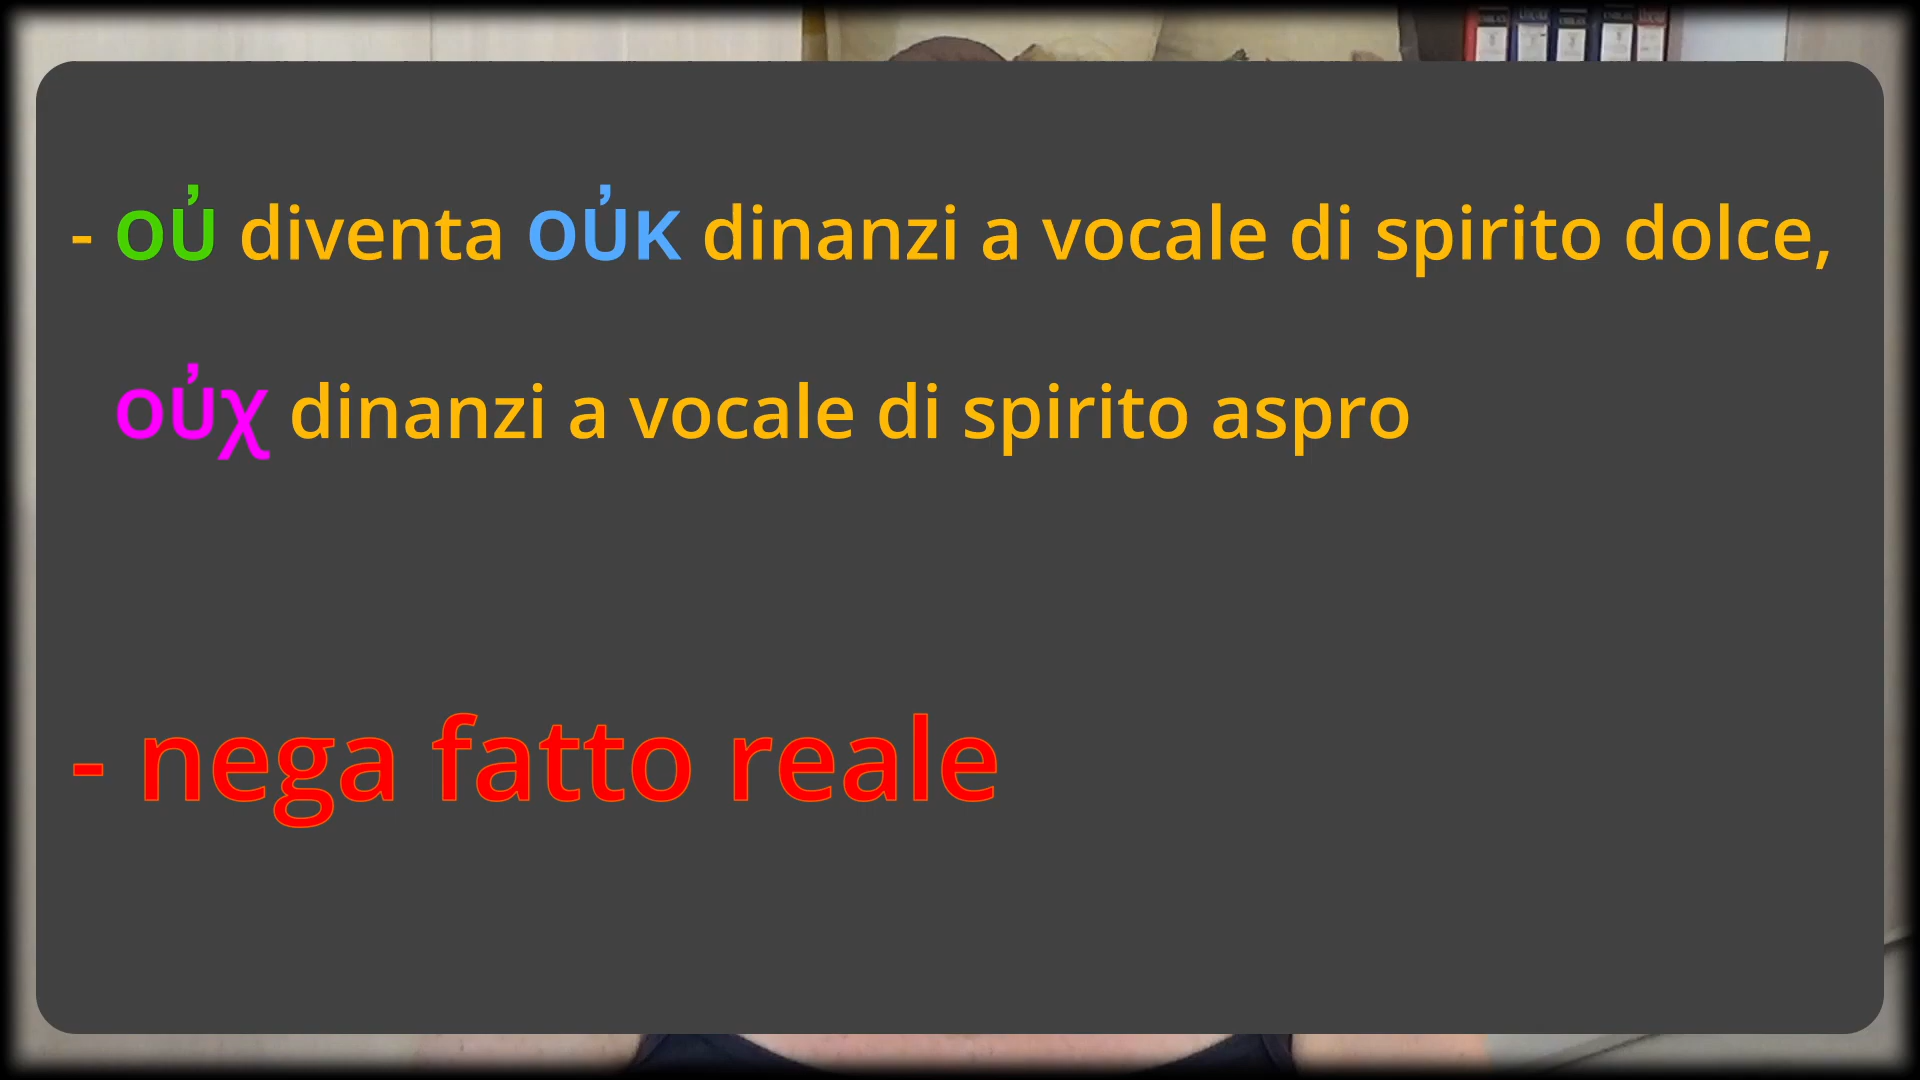 - οὐ diventa οὐκ dinanzi a vocale di spirito dolce,
οὐχ dinanzi a vocale di spirito aspro
- nega fatto reale